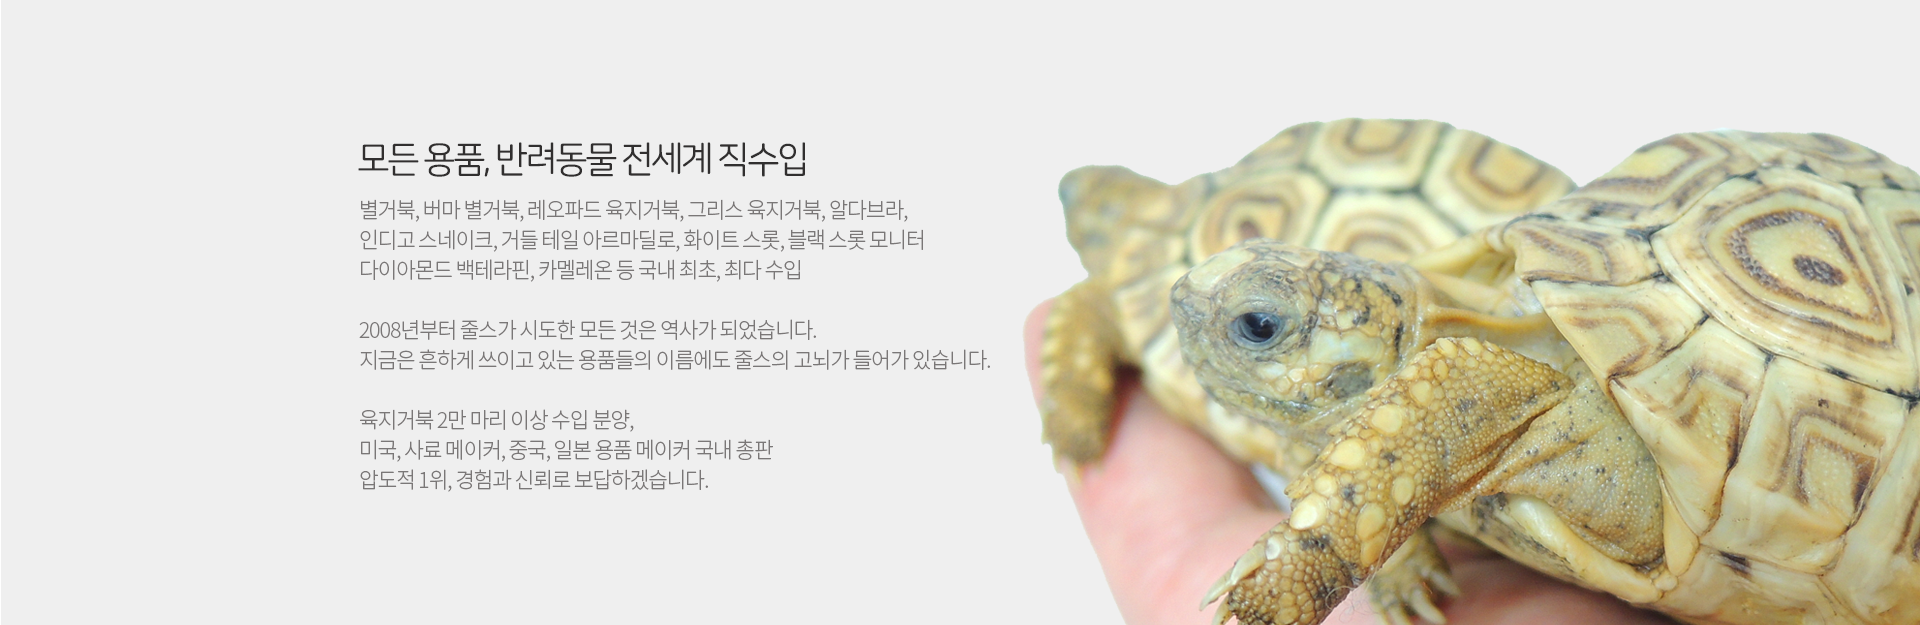 모든 용품, 반려동물 전세계 직수입
별거북, 버마 별거북, 레오파드 육지거북, 그리스 육지거북, 알다브라,
인디고 스네이크, 거들 테일 아르마딜로, 화이트 스롯, 블랙 스롯 모니터
다이아몬드 백테라핀, 카멜레온 등 국내 최초, 최다 수입
2008년부터 줄스가 시도한 모든 것은 역사가 되었습니다.
지금은 흔하게 쓰이고 있는 용품들의 이름에도 줄스의 고뇌가 들어가 있습니다.
육지거북 2만 마리 이상 수입 분양,
미국, 사료 메이커, 중국, 일본 용품 메이커 국내 총판
압도적 1위, 경험과 신뢰로 보답하겠습니다.